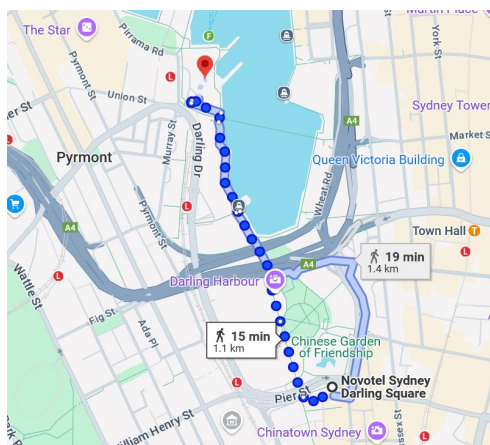 Martin Place
The Star
Pirrama Rd
York St
Pyrmont St
Union St
Sydney Tower
A4
Market S
Murray St
Darling Dr
Pyrmont
Queen Victoria Building
Wheat Rd
A4
Pyrmont St
Town Hall
T
19 min
1.4 km
A4
Darling Harbour
Wattle St
Fig St
Ada Pl
15 min
1.1 km
Chinese Garden
of Friendship
Pier St
Novotel Sydney
Darling Square
William Henry St
Chinatown Sydney